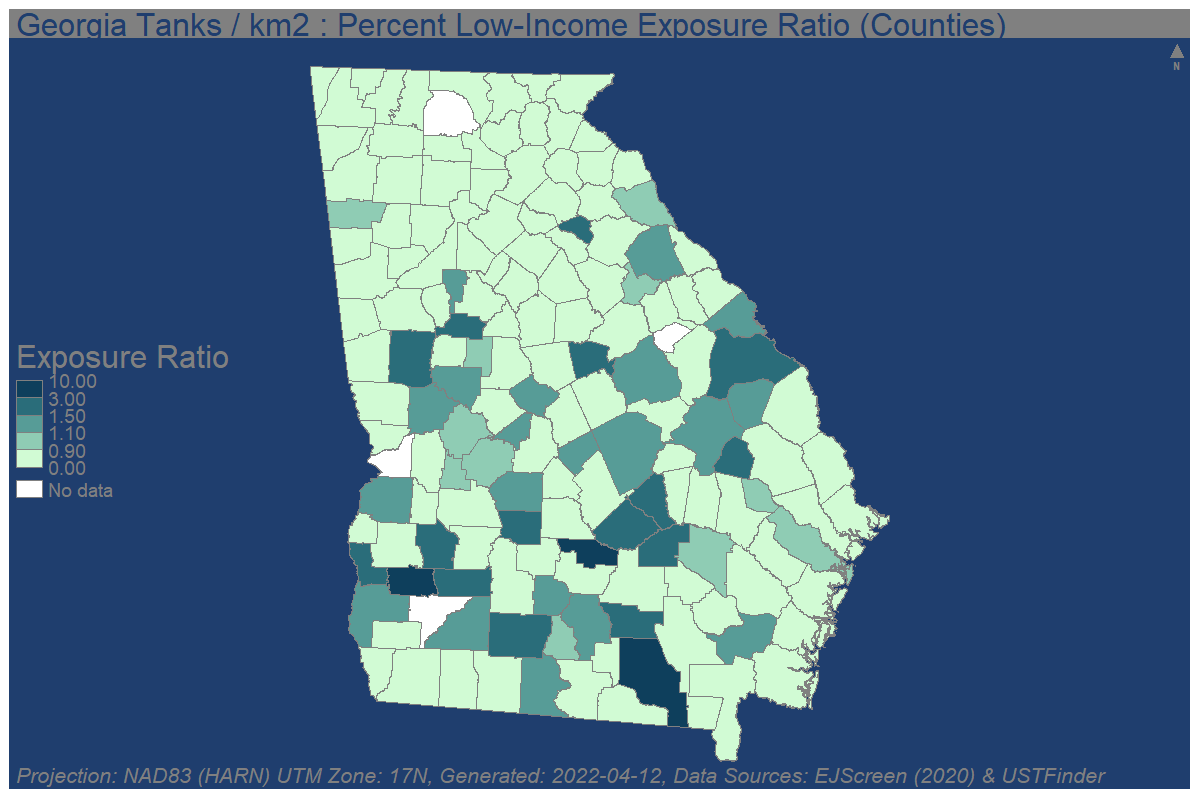 Georgia Tanks / km2 : Percent Low-Income Exposure Ratio (Counties)
N
Exposure Ratio
10.00
3.00
1.50
1.10
0.90
0.00
No data
Projection: NAD83 (HARN) UTM Zone: 17N, Generated: 2022-04-12, Data Sources: EJScreen (2020) & USTFinder